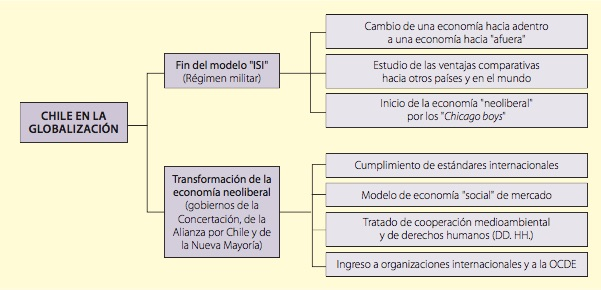 CHILE EN LA
GLOBALIZACIÓN
Fin del modelo "ISI"
(Régimen militar)
Cambio de una economía hacia adentro
a una economía hacia "afuera"
Estudio de las ventajas comparativas
hacia otros países y en el mundo
Inicio de la economía "neoliberal"
por los "Chicago boys"
Transformación de la
economía neoliberal
(gobiernos de la
Concertación, de la
Alianza por Chile y de
la Nueva Mayoría)
Cumplimiento de estándares internacionales
Modelo de economía "social" de mercado
Tratado de cooperación medioambiental
y de derechos humanos (DD. HH.)
Ingreso a organizaciones internacionales y a la OCDE